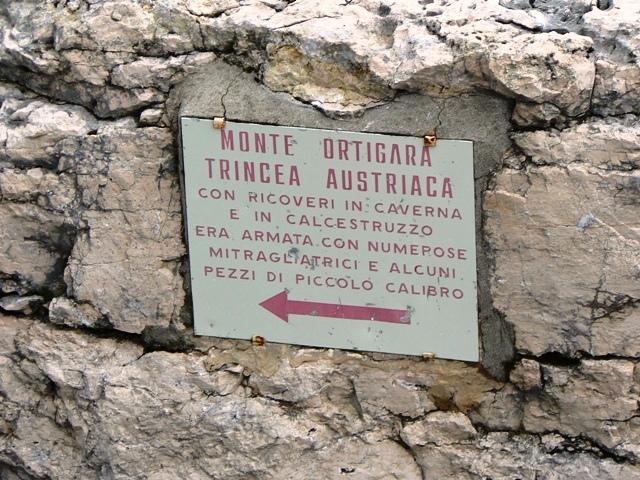 MONTE ORTIGARA
TRINCEA AUSTRIACA
CON RICOVERI IN CAVERNA
E IN CALCESTRUZZO
ERA ARMATA CON NUMEROSE
MITRAGLIATRICI E ALCUNI
PEZZI DI PICCOLO CALIBRO